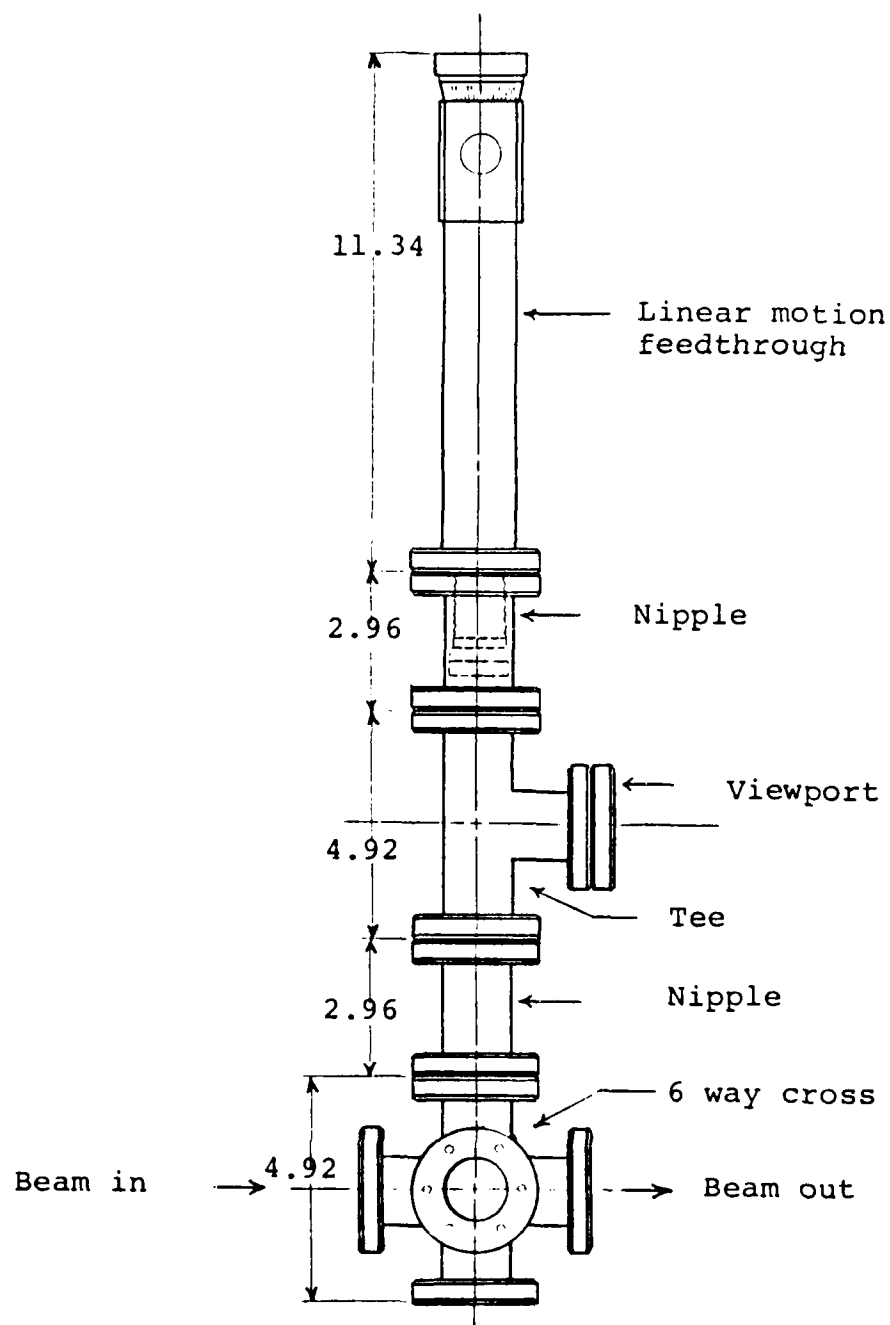 11.34
Linear motion
feedthrough
2.96
Nipple
Viewport
4.92
Tee
2.96
Nipple
6 way cross
4.92
Beam in
Beam out